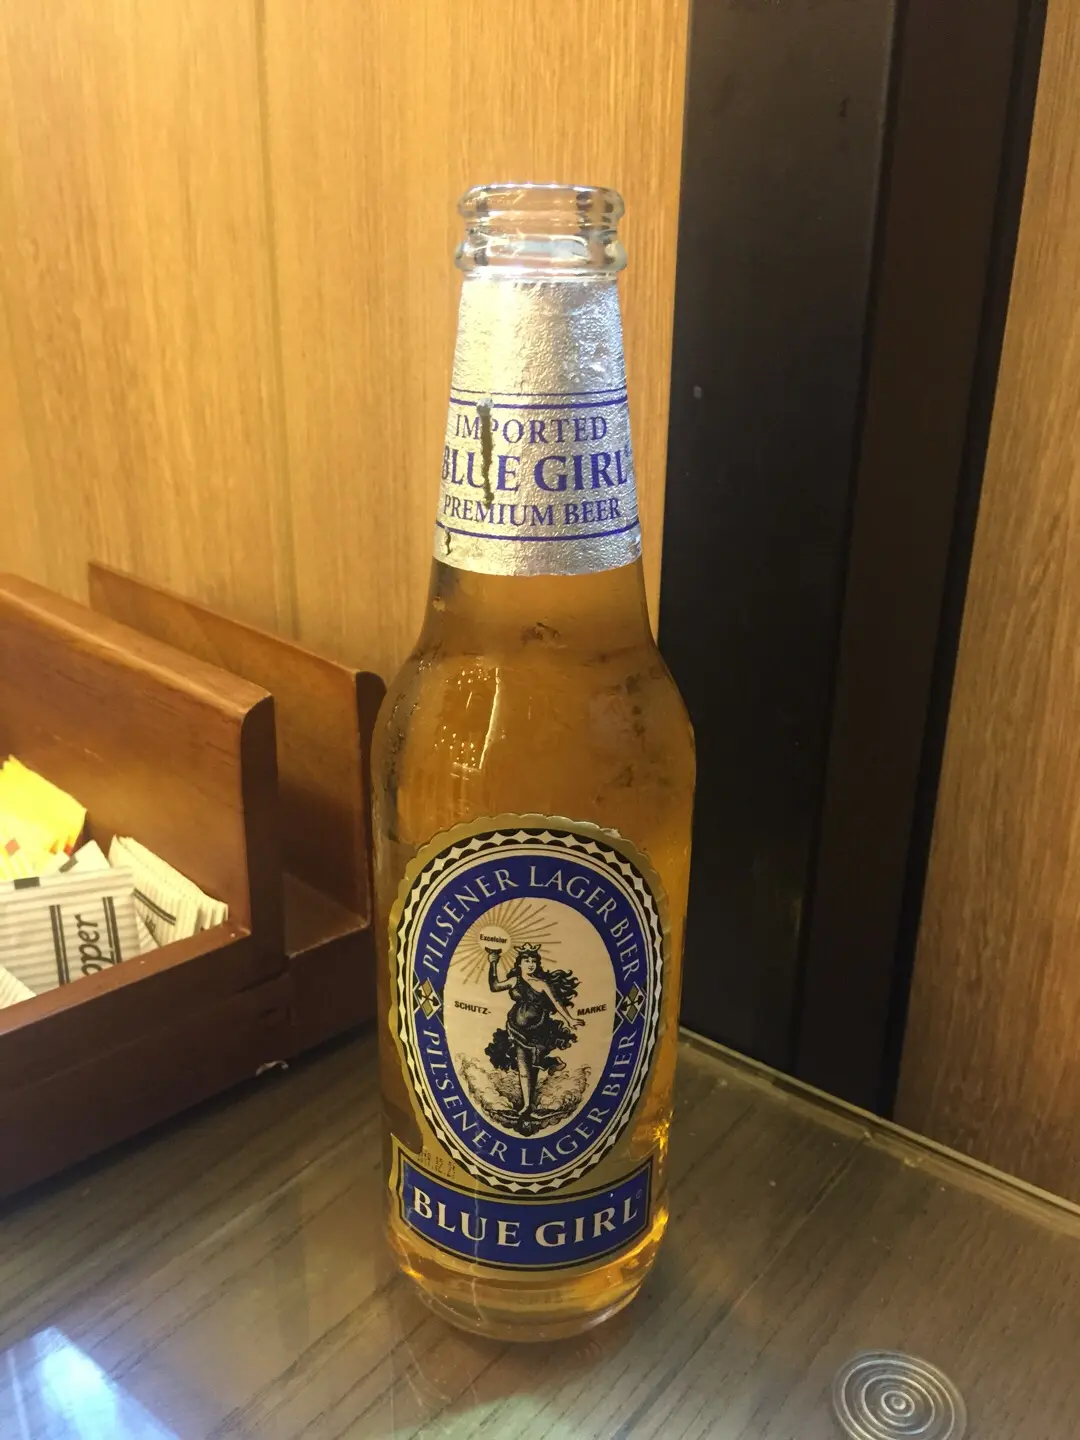 IMPORTED
BLUE GIRL
PREMIUM BEER
PILSENER LAGER BIER
Excelsior
SCHUTZ- MARKE
PILSENER LAGER BIER
BLUE GIRL